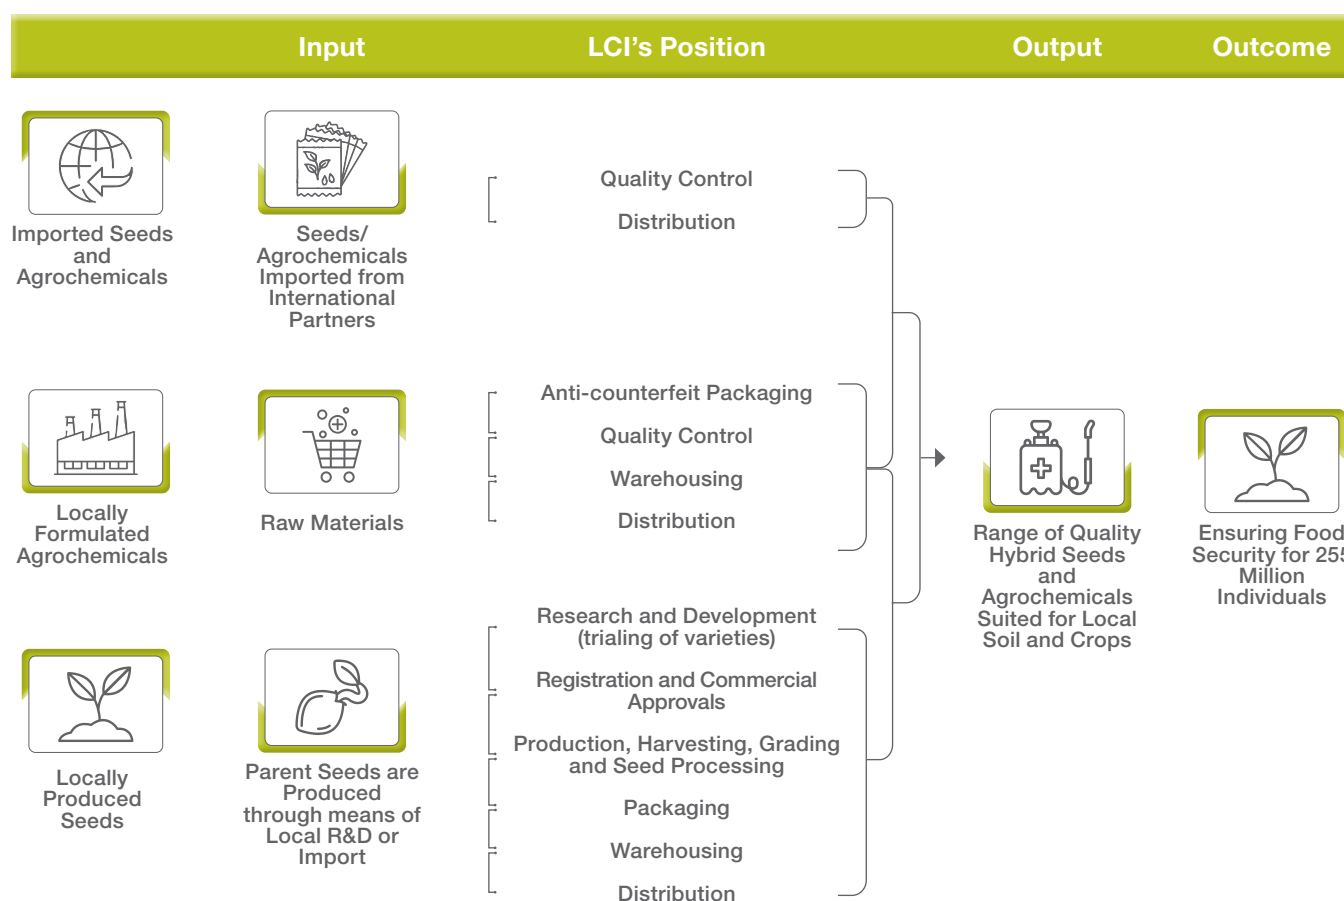 Input
LCI's Position
Output
Outcome
Imported Seeds
and
Agrochemicals
Seeds/
Agrochemicals
Imported from
International
Partners
Quality Control
Distribution
Locally
Formulated
Agrochemicals
Raw Materials
Anti-counterfeit Packaging
Quality Control
Warehousing
Distribution
Locally
Produced
Seeds
Parent Seeds are
Produced
through means of
Local R&D or
Import
Research and Development
(trialing of varieties)
Registration and Commercial
Approvals
Production, Harvesting, Grading
and Seed Processing
Packaging
Warehousing
Distribution
Range of Quality
Hybrid Seeds
and
Agrochemicals
Suited for Local
Soil and Crops
Ensuring Food
Security for 255
Million
Individuals